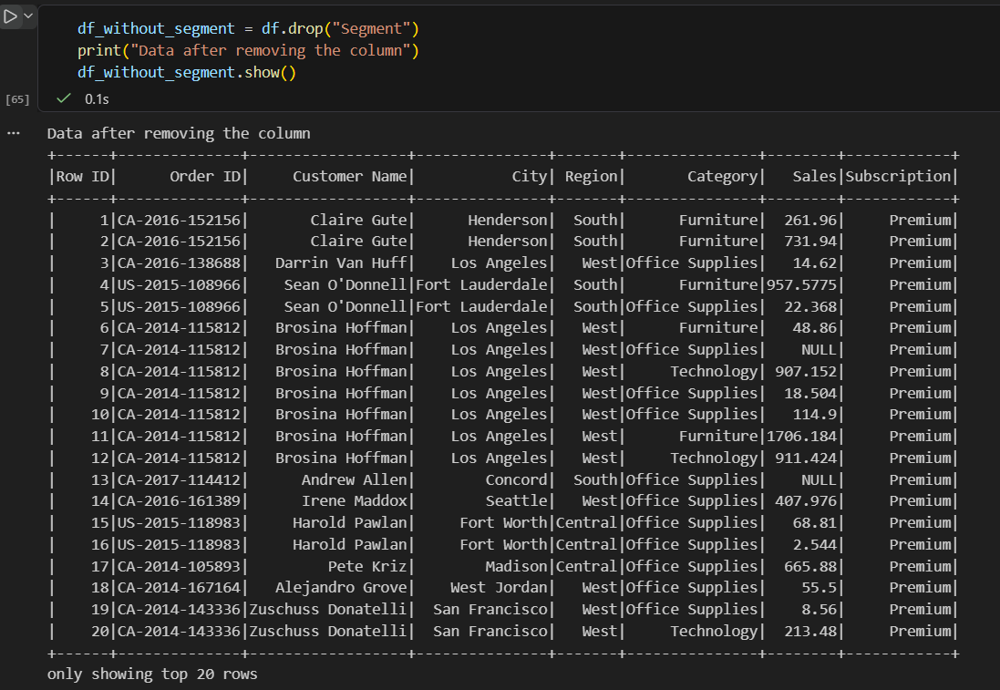 df_without_segment = df.drop("Segment")
print("Data after removing the column")
df_without_segment.show()
[65]
0.1s
...
Data after removing the column
+------+--------------+------------------+---------------+-------+---------------+--------+------------+
|Row ID|      Order ID|     Customer Name|           City| Region|       Category|   Sales|Subscription|
+------+--------------+------------------+---------------+-------+---------------+--------+------------+
|     1|CA-2016-152156|       Claire Gute|      Henderson|  South|      Furniture|  261.96|     Premium|
|     2|CA-2016-152156|       Claire Gute|      Henderson|  South|      Furniture|  731.94|     Premium|
|     3|CA-2016-138688|   Darrin Van Huff|    Los Angeles|   West|Office Supplies|   14.62|     Premium|
|     4|US-2015-108966|    Sean O'Donnell|Fort Lauderdale|  South|      Furniture|957.5775|     Premium|
|     5|US-2015-108966|    Sean O'Donnell|Fort Lauderdale|  South|Office Supplies|  22.368|     Premium|
|     6|CA-2014-115812|   Brosina Hoffman|    Los Angeles|   West|      Furniture|   48.86|     Premium|
|     7|CA-2014-115812|   Brosina Hoffman|    Los Angeles|   West|Office Supplies|    NULL|     Premium|
|     8|CA-2014-115812|   Brosina Hoffman|    Los Angeles|   West|     Technology| 907.152|     Premium|
|     9|CA-2014-115812|   Brosina Hoffman|    Los Angeles|   West|Office Supplies|  18.504|     Premium|
|    10|CA-2014-115812|   Brosina Hoffman|    Los Angeles|   West|Office Supplies|   114.9|     Premium|
|    11|CA-2014-115812|   Brosina Hoffman|    Los Angeles|   West|      Furniture|1706.184|     Premium|
|    12|CA-2014-115812|   Brosina Hoffman|    Los Angeles|   West|     Technology| 911.424|     Premium|
|    13|CA-2017-114412|      Andrew Allen|        Concord|  South|Office Supplies|    NULL|     Premium|
|    14|CA-2016-161389|      Irene Maddox|        Seattle|   West|Office Supplies| 407.976|     Premium|
|    15|US-2015-118983|     Harold Pawlan|     Fort Worth|Central|Office Supplies|   68.81|     Premium|
|    16|US-2015-118983|     Harold Pawlan|     Fort Worth|Central|Office Supplies|   2.544|     Premium|
|    17|CA-2014-105893|         Pete Kriz|        Madison|Central|Office Supplies|  665.88|     Premium|
|    18|CA-2014-167164|   Alejandro Grove|    West Jordan|   West|Office Supplies|    55.5|     Premium|
|    19|CA-2014-143336|Zuschuss Donatelli|  San Francisco|   West|Office Supplies|    8.56|     Premium|
|    20|CA-2014-143336|Zuschuss Donatelli|  San Francisco|   West|     Technology|  213.48|     Premium|
+------+--------------+------------------+---------------+-------+---------------+--------+------------+
only showing top 20 rows